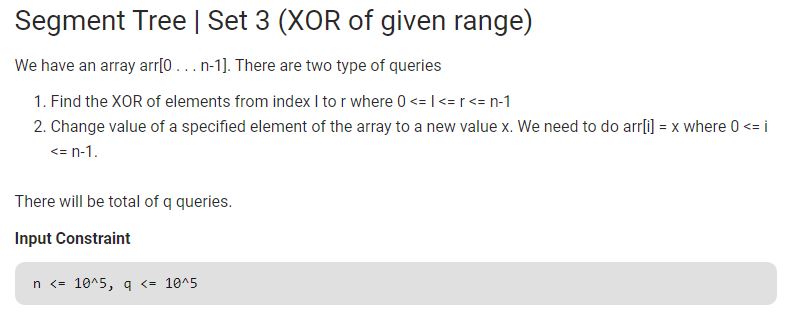 Segment Tree | Set 3 (XOR of given range)
We have an array arr[0 . . . n-1]. There are two type of queries
1. Find the XOR of elements from index l to r where 0 <= l <= r <= n-1
2. Change value of a specified element of the array to a new value x. We need to do arr[i] = x where 0 <= i
<= n-1.
There will be total of q queries.
Input Constraint
n <= 10^5, q <= 10^5